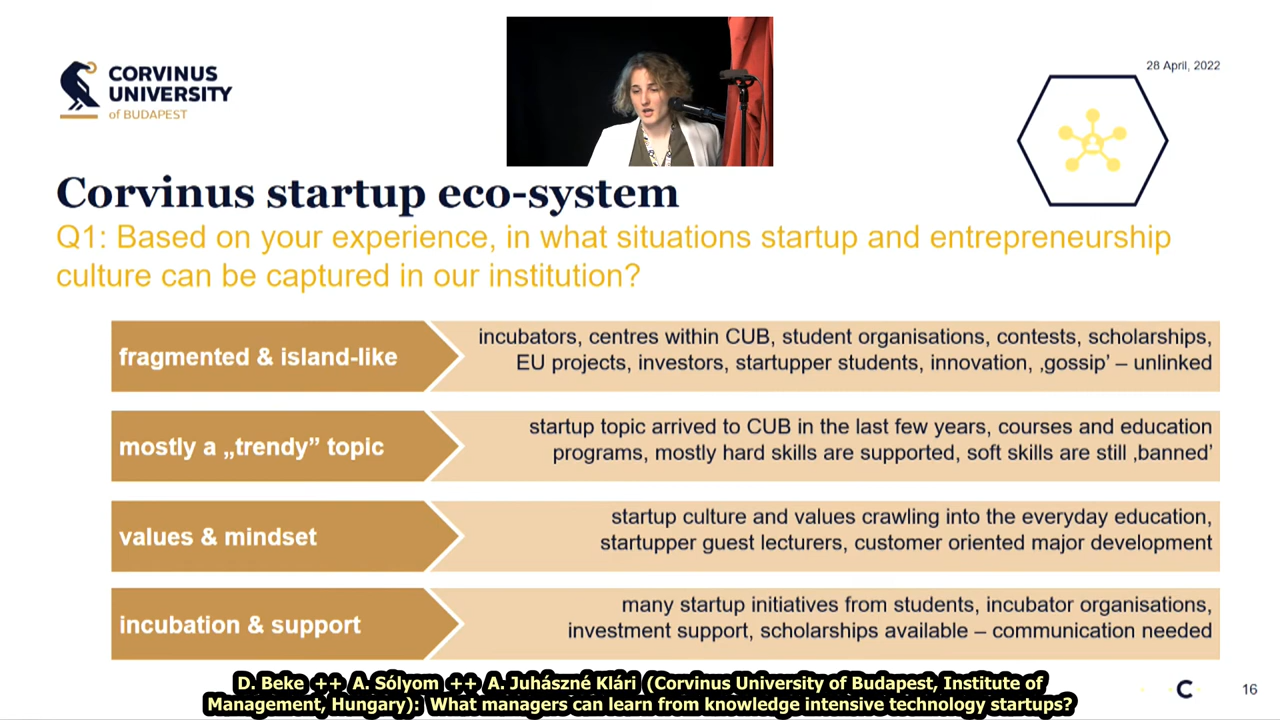 CORVINUS
UNIVERSITY
of BUDAPEST
28 April, 2022
Corvinus startup eco-system
Q1: Based on your experience, in what situations startup and entrepreneurship
culture can be captured in our institution?
fragmented & island-like
incubators, centres within CUB, student organisations, contests, scholarships,
EU projects, investors, startupper students, innovation, ‚gossip’ – unlinked
mostly a „trendy” topic
startup topic arrived to CUB in the last few years, courses and education
programs, mostly hard skills are supported, soft skills are still ‚banned’
values & mindset
startup culture and values crawling into the everyday education,
startupper guest lecturers, customer oriented major development
incubation & support
many startup initiatives from students, incubator organisations,
investment support, scholarships available – communication needed
D. Beke ++ A. Sólyom ++ A. Juhászné Klári (Corvinus University of Budapest, Institute of
Management, Hungary): What managers can learn from knowledge intensive technology startups?
C
16